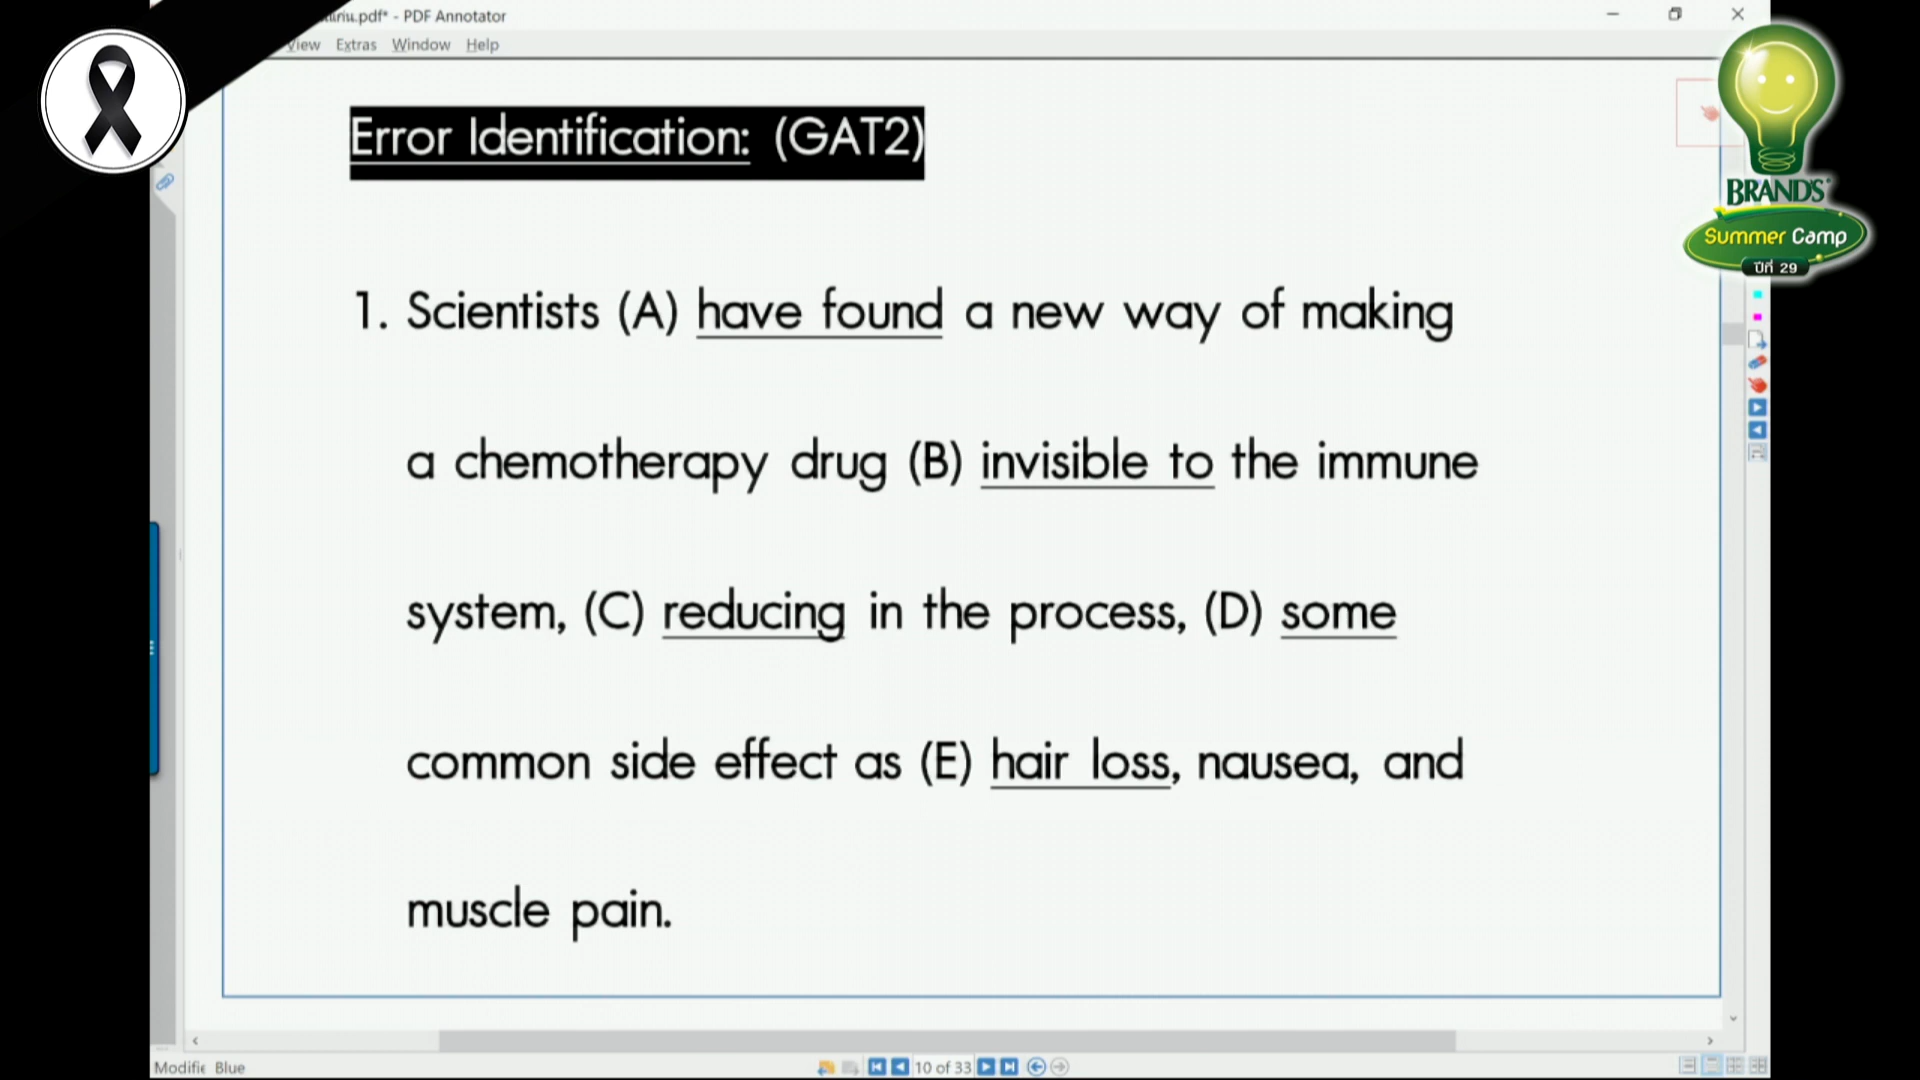 .pdf* - PDF Annotator
View Extras Window Help
Error Identification: (GAT2)
BRAND'S
Summer Camp
ปีที่ 29
1. Scientists (A) have found a new way of making
a chemotherapy drug (B) invisible to the immune
system, (C) reducing in the process, (D) some
common side effect as (E) hair loss, nausea, and
muscle pain.
Modifie Blue
10 of 33